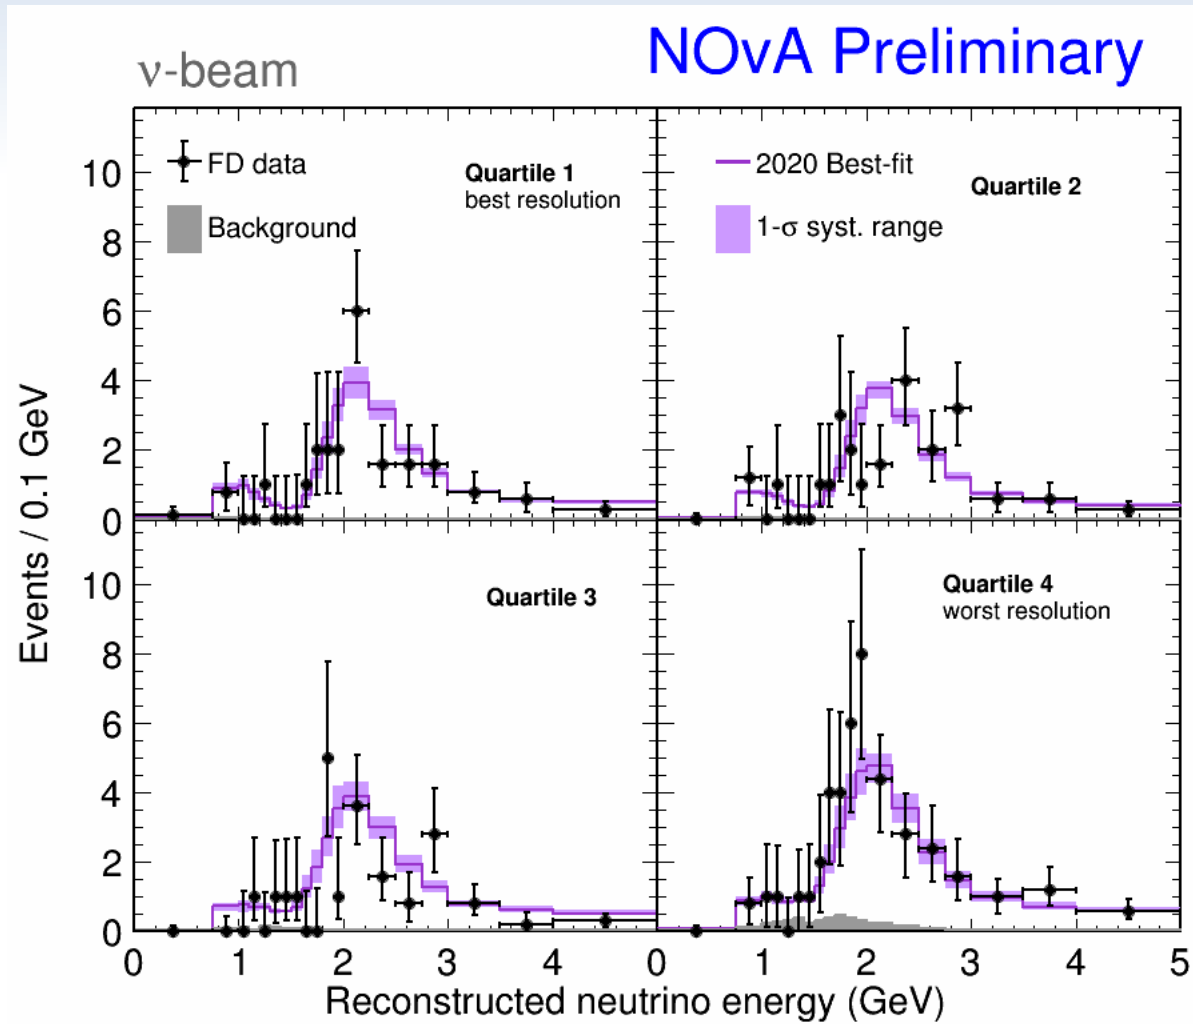 ν-beam
NOνA Preliminary
FD data
Background
Quartile 1
best resolution
2020 Best-fit
1-σ syst. range
Quartile 2
Quartile 3
Quartile 4
worst resolution
Events / 0.1 GeV
10
8
6
4
2
0
10
8
6
4
2
0
0 1 2 3 4 0 1 2 3 4 5
Reconstructed neutrino energy (GeV)